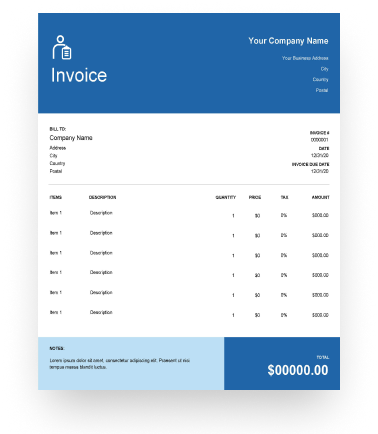 Your Company Name
Invoice
Your Business Address
City
Country
Postal
BILL TO:
Company Name
Address
City
Country
Postal
INVOICE #
0000001
DATE
12/31/20
INVOICE DUE DATE
12/31/20
ITEMS DESCRIPTION QUANTITY PRICE TAX AMOUNT
Item 1 Description 1 $0 0% $000.00
Item 1 Description 1 $0 0% $000.00
Item 1 Description 1 $0 0% $000.00
Item 1 Description 1 $0 0% $000.00
Item 1 Description 1 $0 0% $000.00
Item 1 Description 1 $0 0% $000.00
NOTES:
Lorem ipsum dolor sit amet, consectetur adipiscing elit. Praesent ut nisi
tempus massa blandit luctus.
TOTAL
$00000.00